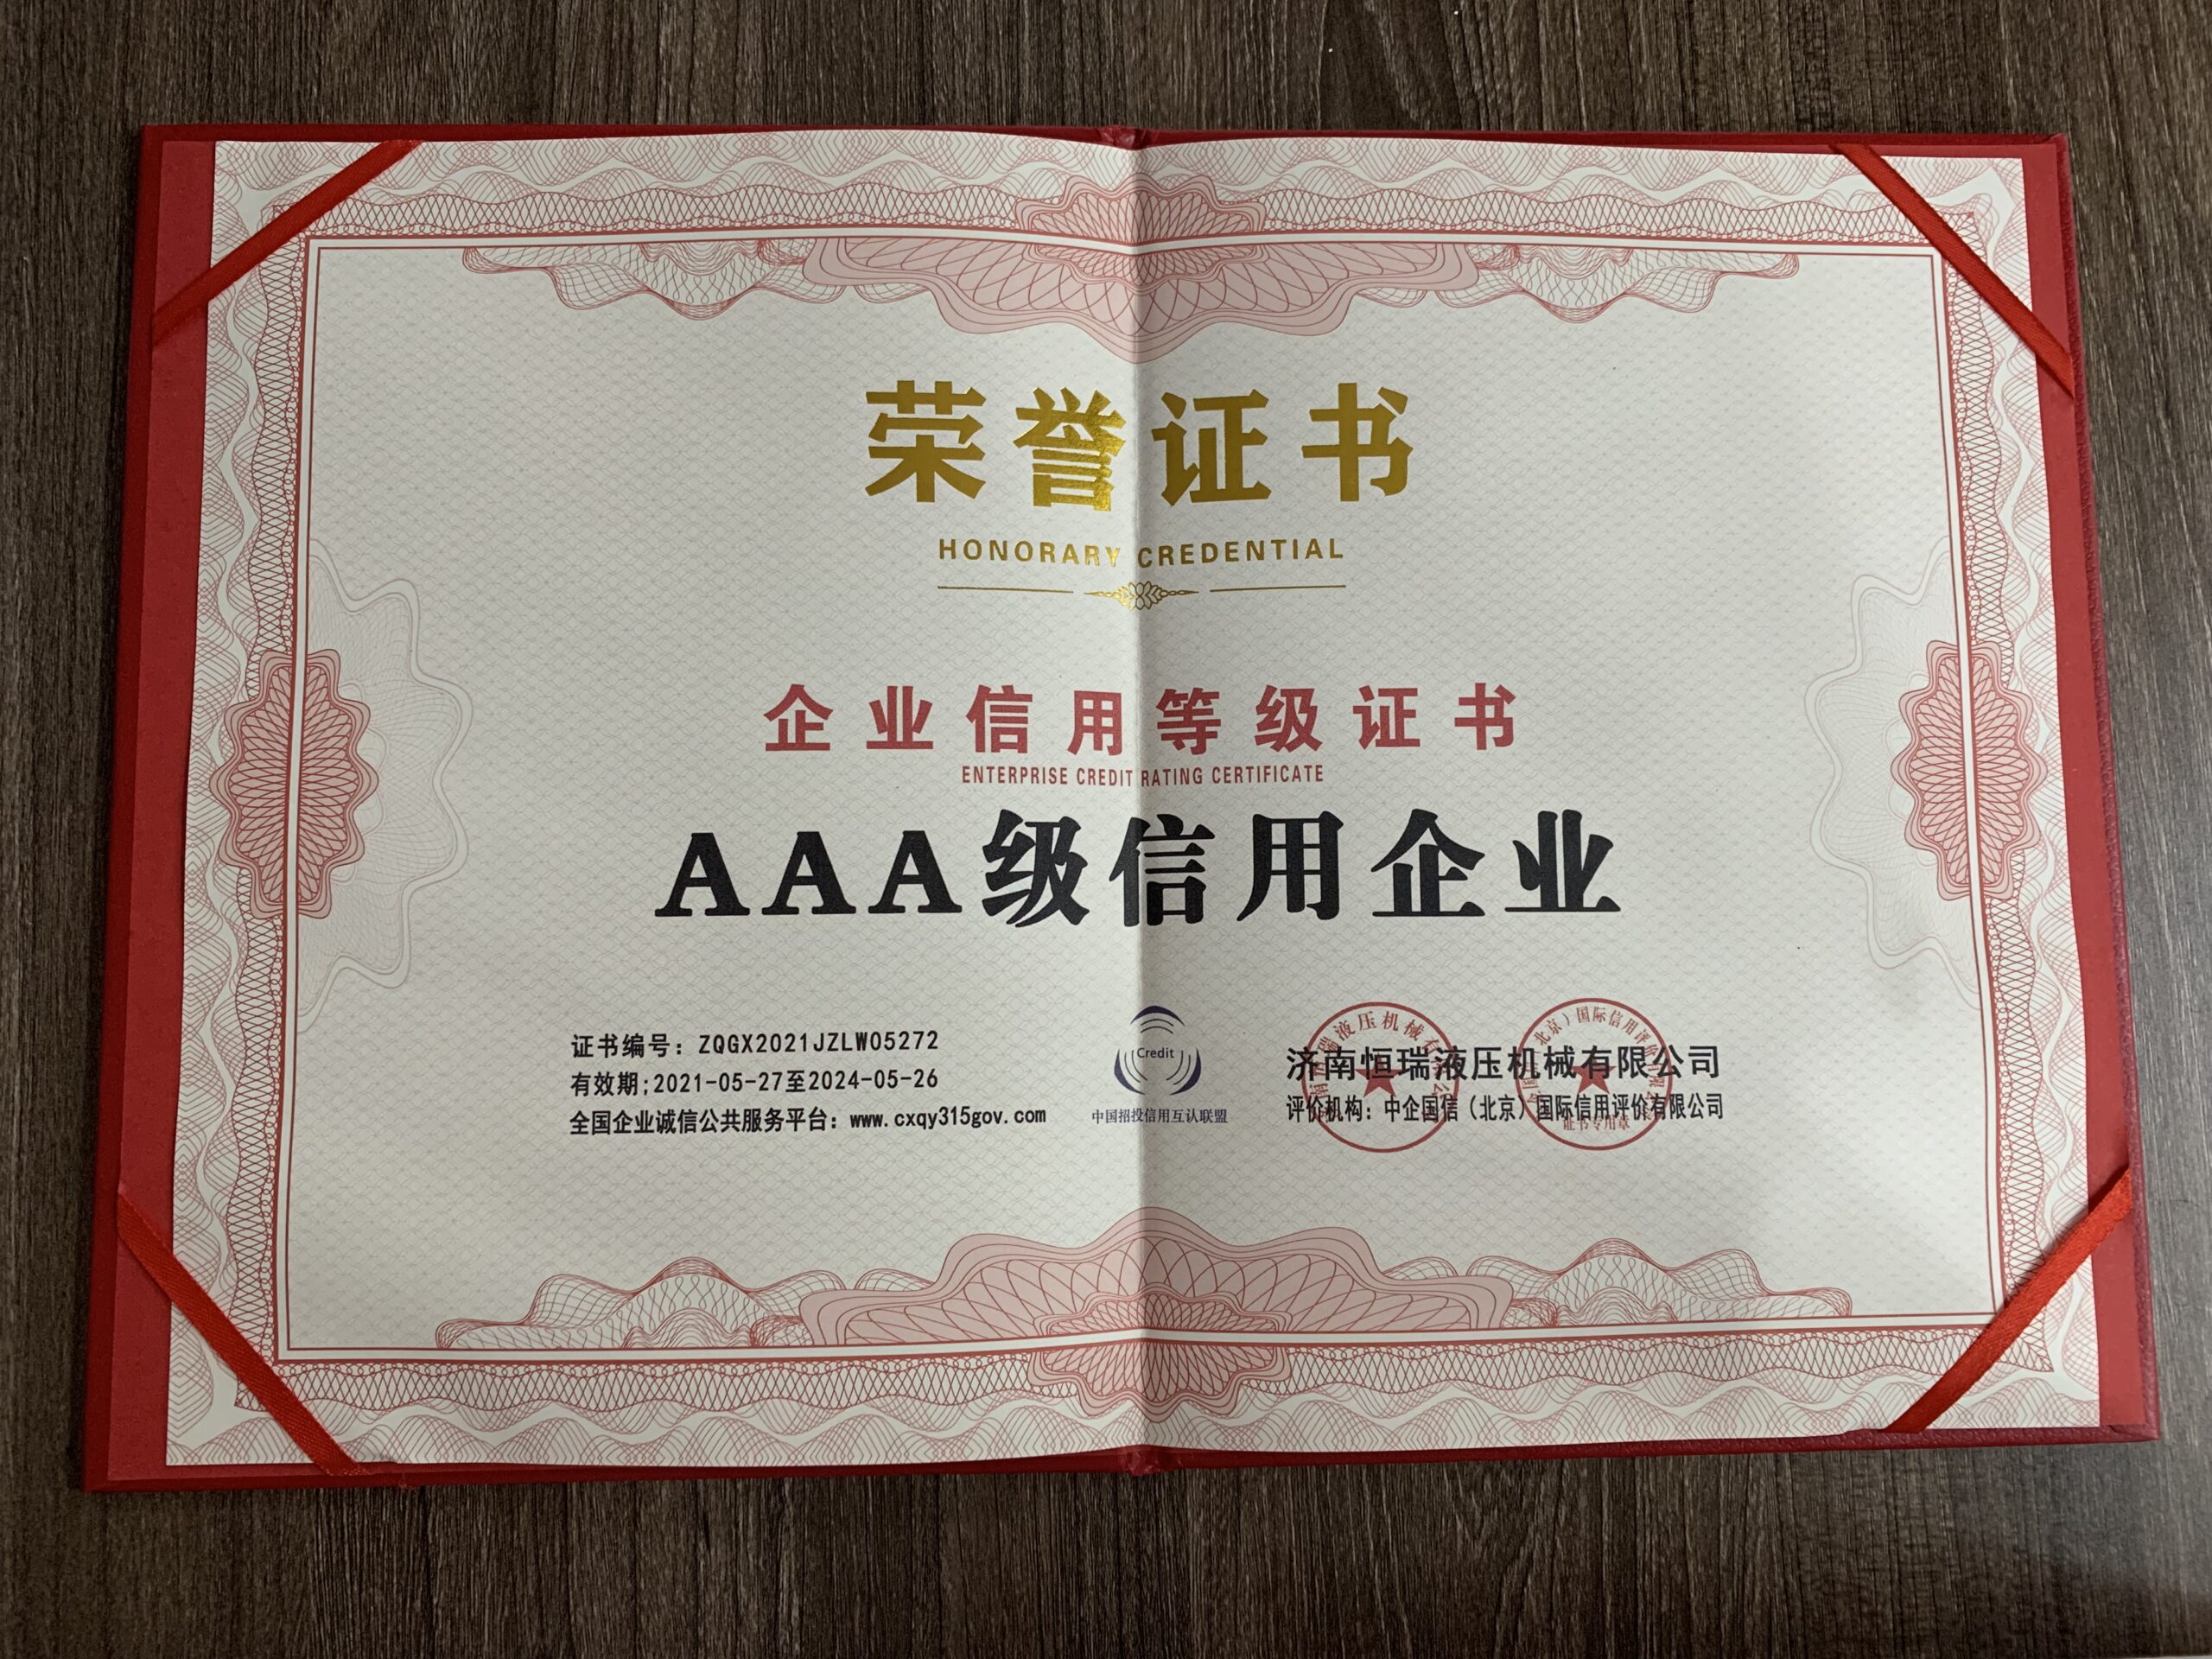 荣誉证书
HONORARY CREDENTIAL
企业信用等级证书
ENTERPRISE CREDIT RATING CERTIFICATE
AAA级信用企业
证书编号：ZQGX2021JZLW05272
有效期;2021-05-27至2024-05-26
全国企业诚信公共服务平台：www.cxqy315gov.com
Credit
中国招投信用互认联盟
济南恒瑞液压机械有限公司
评价机构：中企国信（北京）国际信用评价有限公司
证书专用章